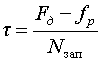 τ = (F_д − f_р) / N_зап